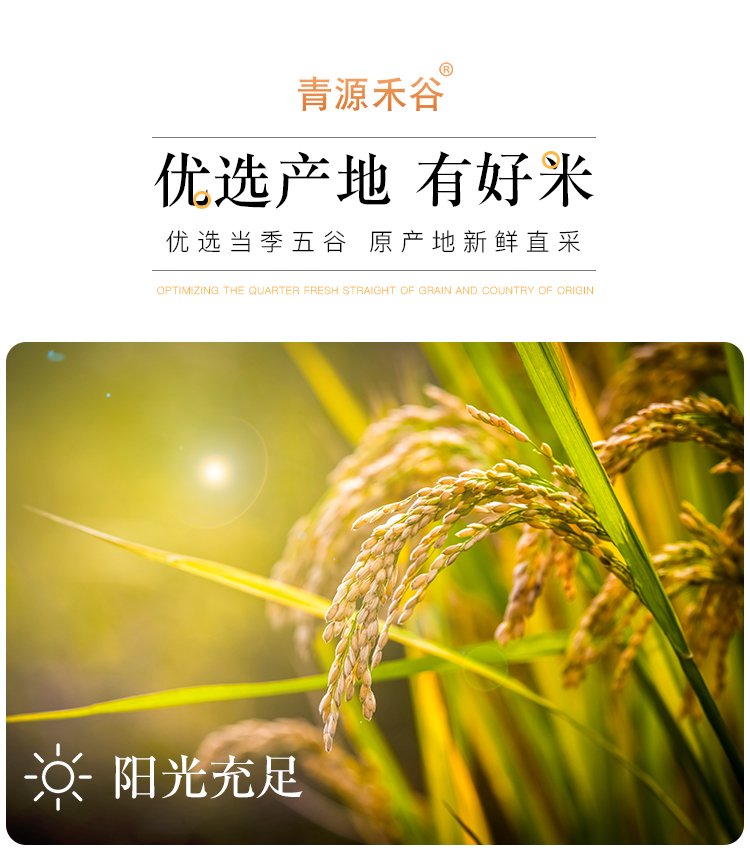 青源禾谷®
优选产地 有好米
优选当季五谷 原产地新鲜直采
OPTIMIZING THE QUARTER FRESH STRAIGHT OF GRAIN AND COUNTRY OF ORIGIN
阳光充足